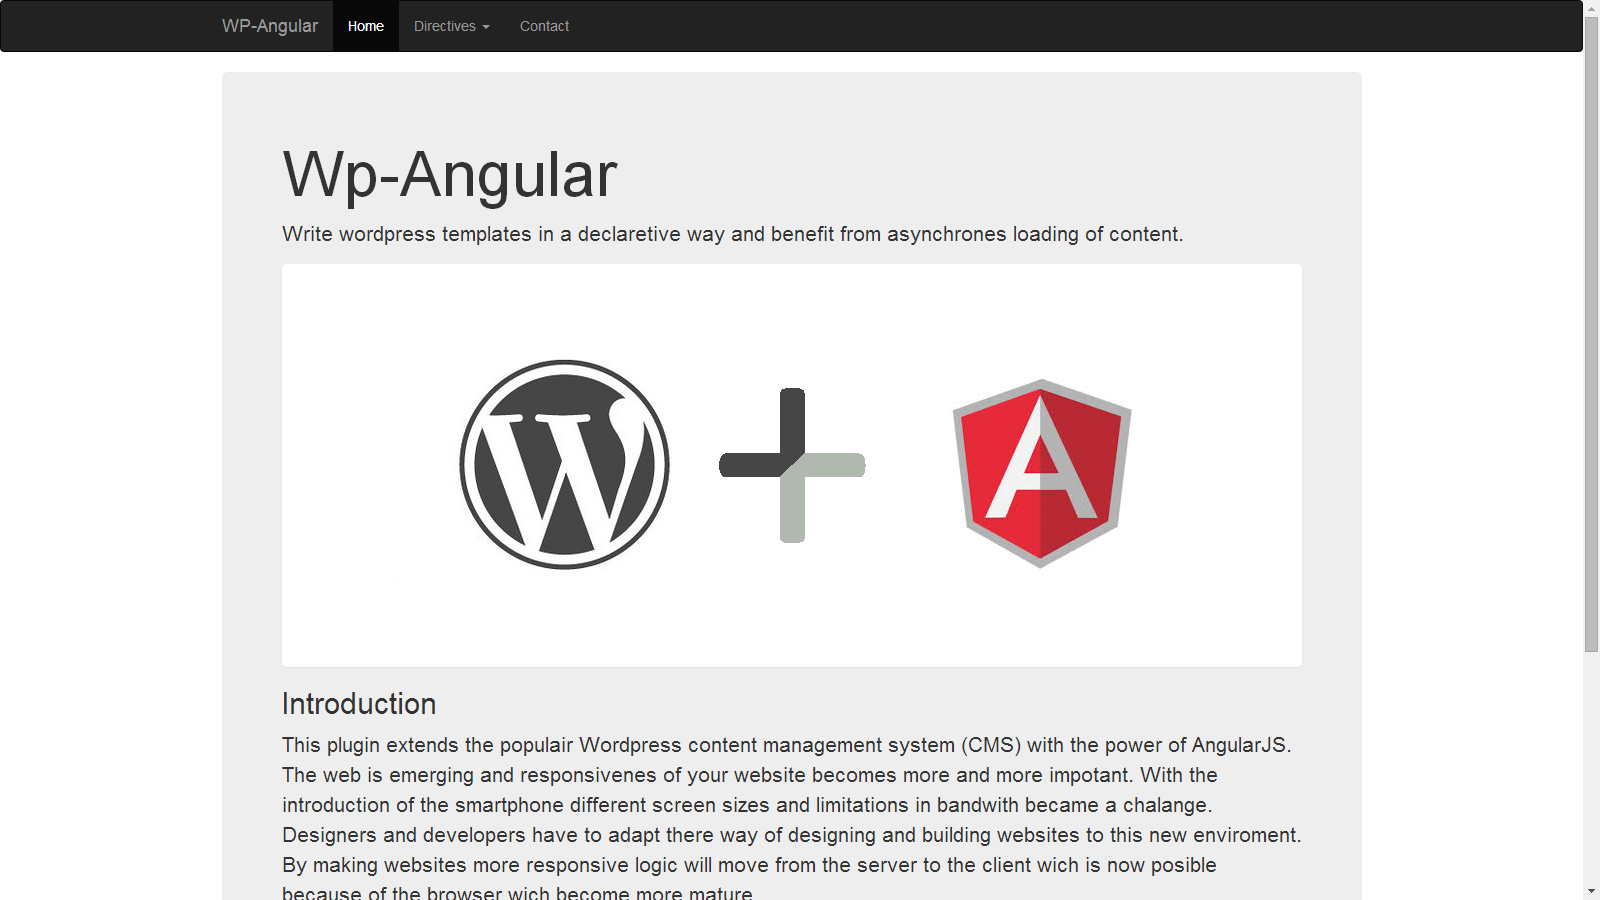 WP-Angular Home Directives Contact
Wp-Angular
Write wordpress templates in a declaretive way and benefit from asynchrones loading of content.
Introduction
This plugin extends the populair Wordpress content management system (CMS) with the power of AngularJS.
The web is emerging and responsivenes of your website becomes more and more impotant. With the
introduction of the smartphone different screen sizes and limitations in bandwith became a chalange.
Designers and developers have to adapt there way of designing and building websites to this new enviroment.
By making websites more responsive logic will move from the server to the client wich is now posible
because of the browser wich become more mature